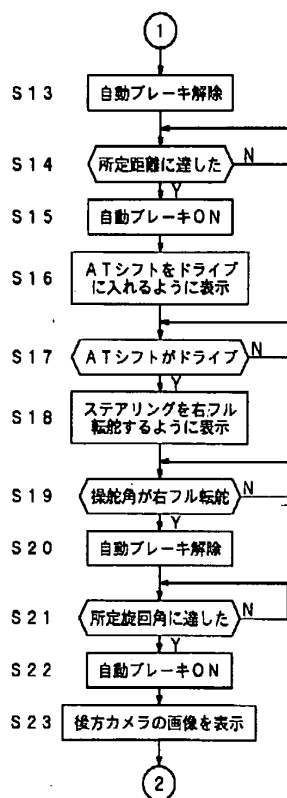 1
S13 自動ブレーキ解除
S14 所定距離に達した N
Y
S15 自動ブレーキON
S16 ATシフトをドライブ
に入れるように表示
S17 ATシフトがドライブ N
Y
S18 ステアリングを右フル
転舵するように表示
S19 操舵角が右フル転舵 N
Y
S20 自動ブレーキ解除
S21 所定旋回角に達した N
Y
S22 自動ブレーキON
S23 後方カメラの画像を表示
2